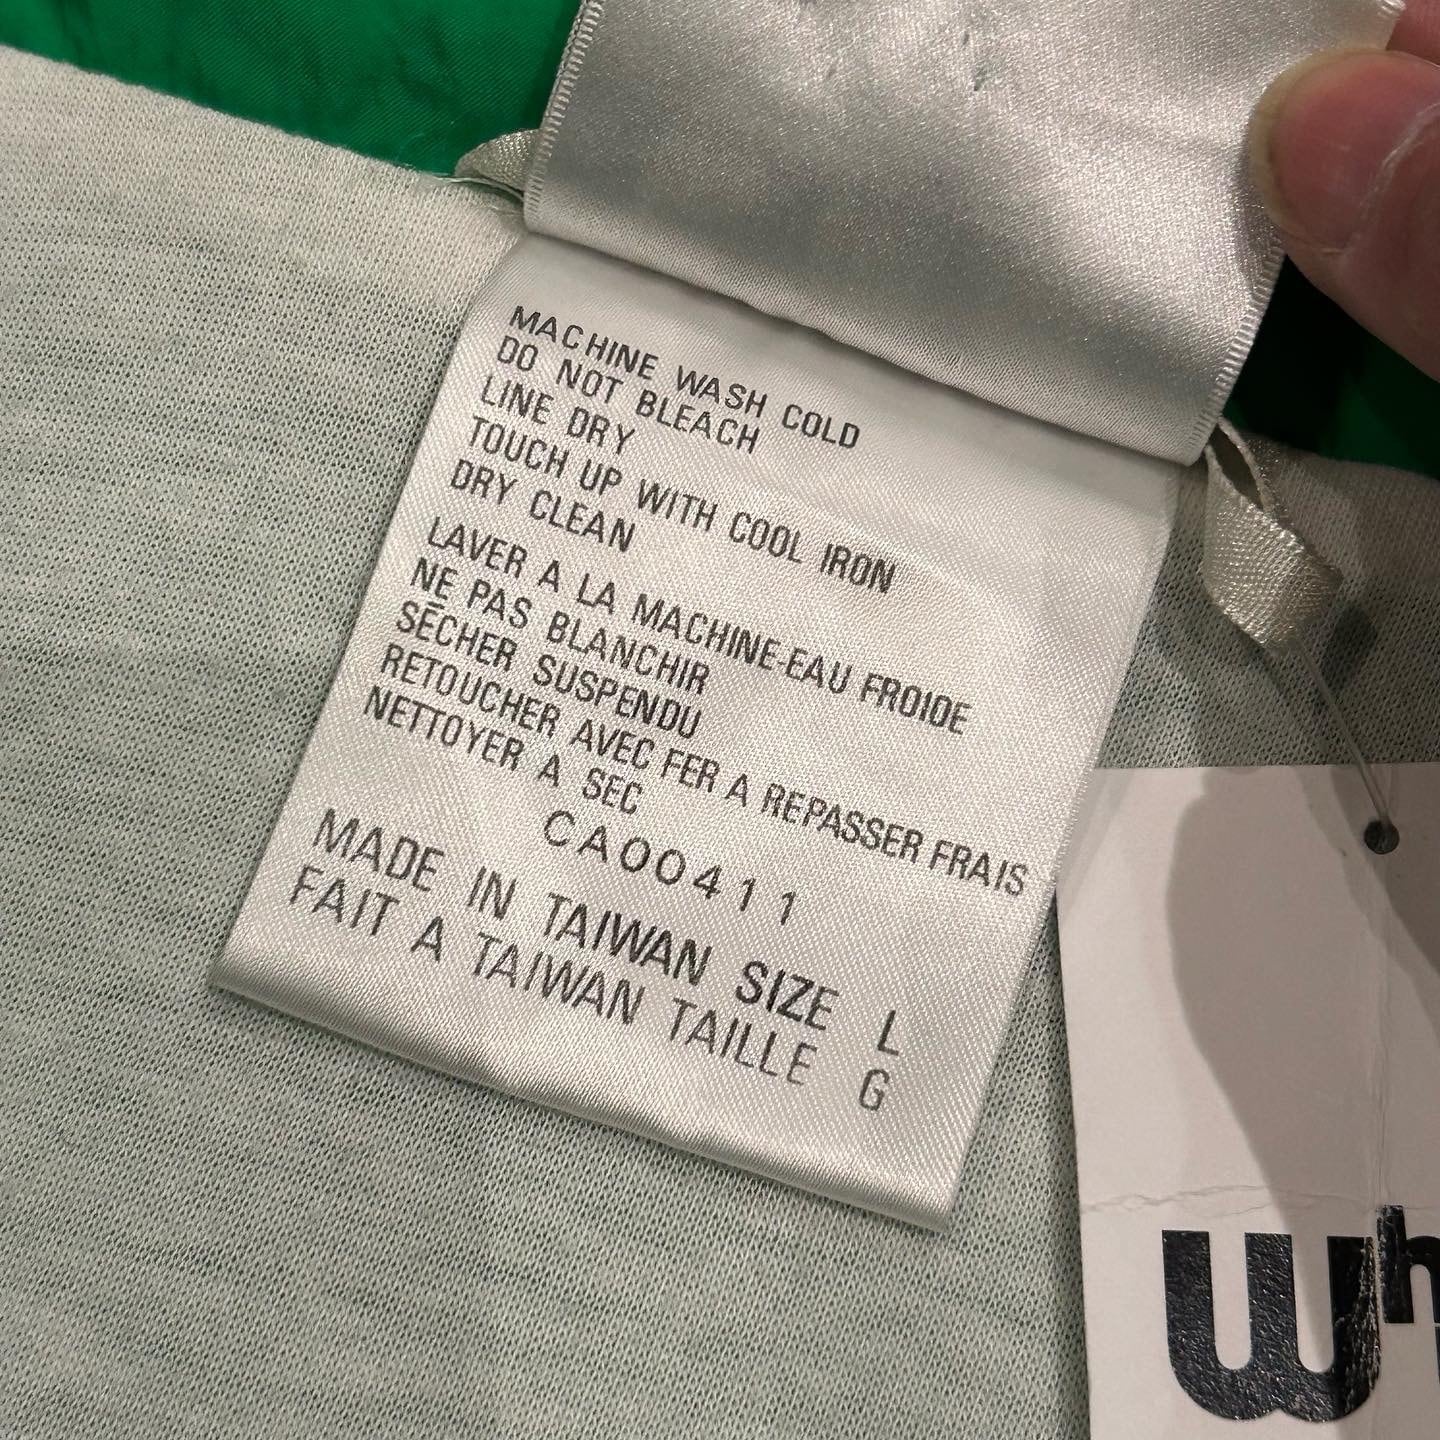 MACHINE WASH COLD
DO NOT BLEACH
LINE DRY
TOUCH UP WITH COOL IRON
DRY CLEAN
LAVER A LA MACHINE-EAU FROIDE
NE PAS BLANCHIR
SÉCHER SUSPENDU
RETOUCHER AVEC FER A REPASSER FRAIS
NETTOYER A SEC
CA00411
MADE IN TAIWAN SIZE L
FAIT A TAIWAN TAILLE G